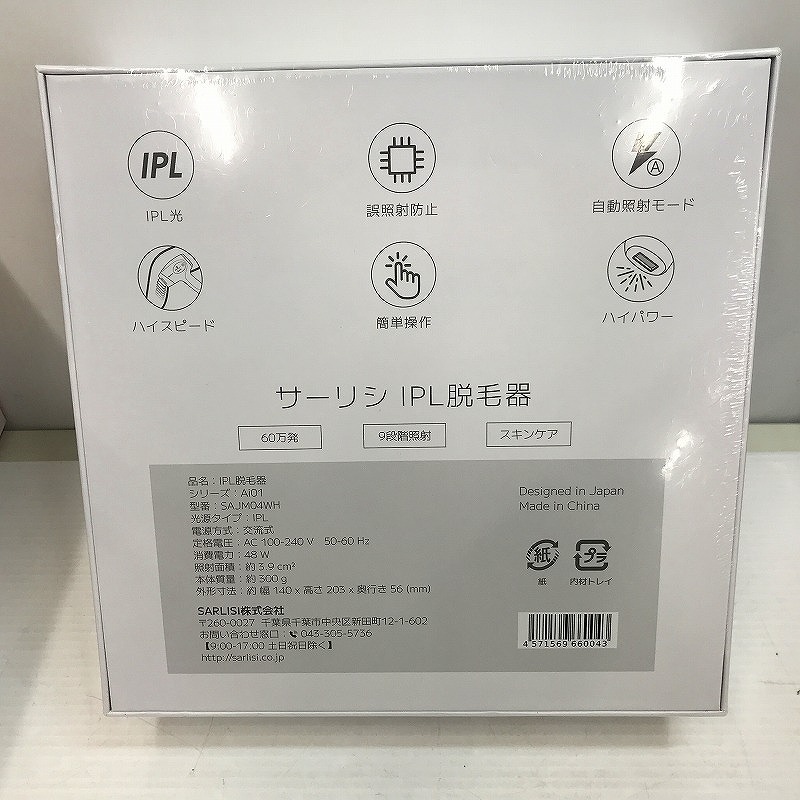 IPL
A
IPL光
誤照射防止
自動照射モード
ハイスピード
簡単操作
ハイパワー
サーリシ IPL脱毛器
60万発
9段階照射
スキンケア
品名:IPL脱毛器
シリーズ:Ai01
型番:SAJM04WH
光源タイプ:IPL
電源方式:交流式
定格電圧:AC 100-240 V 50-60 Hz
消費電力:48 W
照射面積:約 3.9 cm²
本体質量:約 300 g
外形寸法:約 幅 140 x 高さ 203 x 奥行き 56 (mm)
SARLISI株式会社
〒260-0027 千葉県千葉市中央区新田町12-1-602
お問い合わせ窓口:043-305-5736
【9:00-17:00 土日祝日除く】
http://sarlisi.co.jp
Designed in Japan
Made in China
紙
プラ
紙
内材トレイ
4 571569 660043